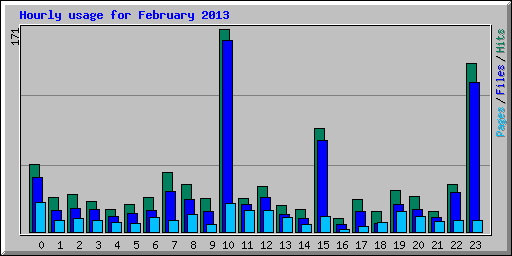 Hourly usage for February 2013
171
Pages/Files/Hits
0 1 2 3 4 5 6 7 8 9 10 11 12 13 14 15 16 17 18 19 20 21 22 23